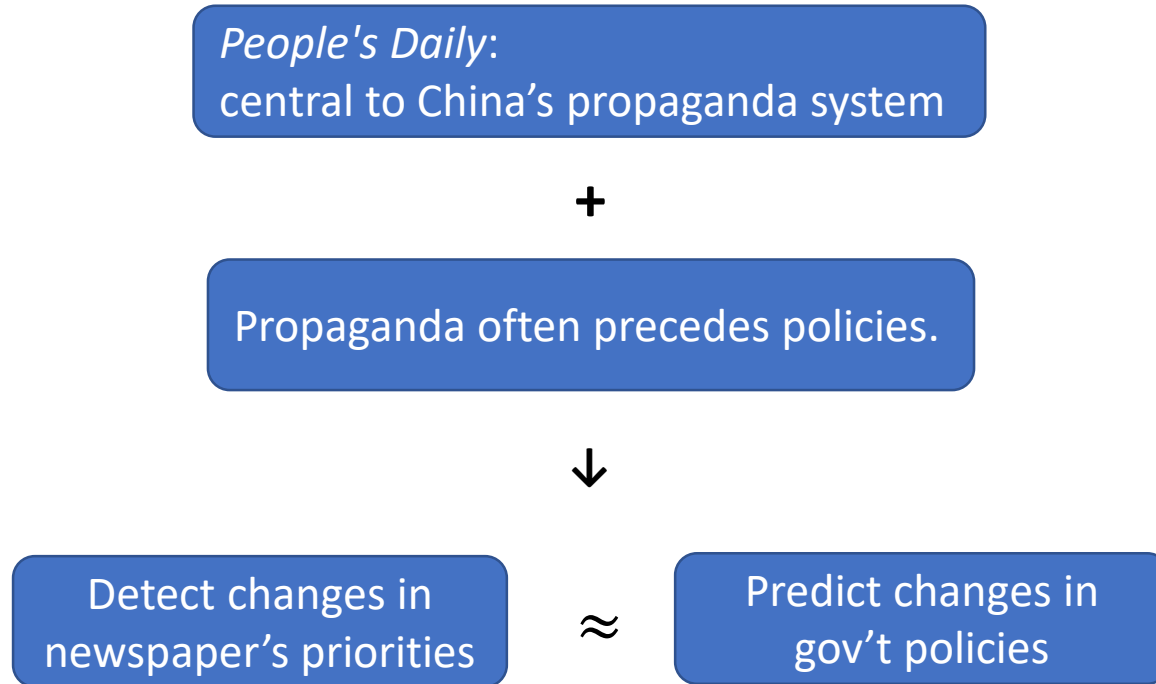 People's Daily:
central to China’s propaganda system
+
Propaganda often precedes policies.
↓
Detect changes in
newspaper’s priorities
≈
Predict changes in
gov’t policies